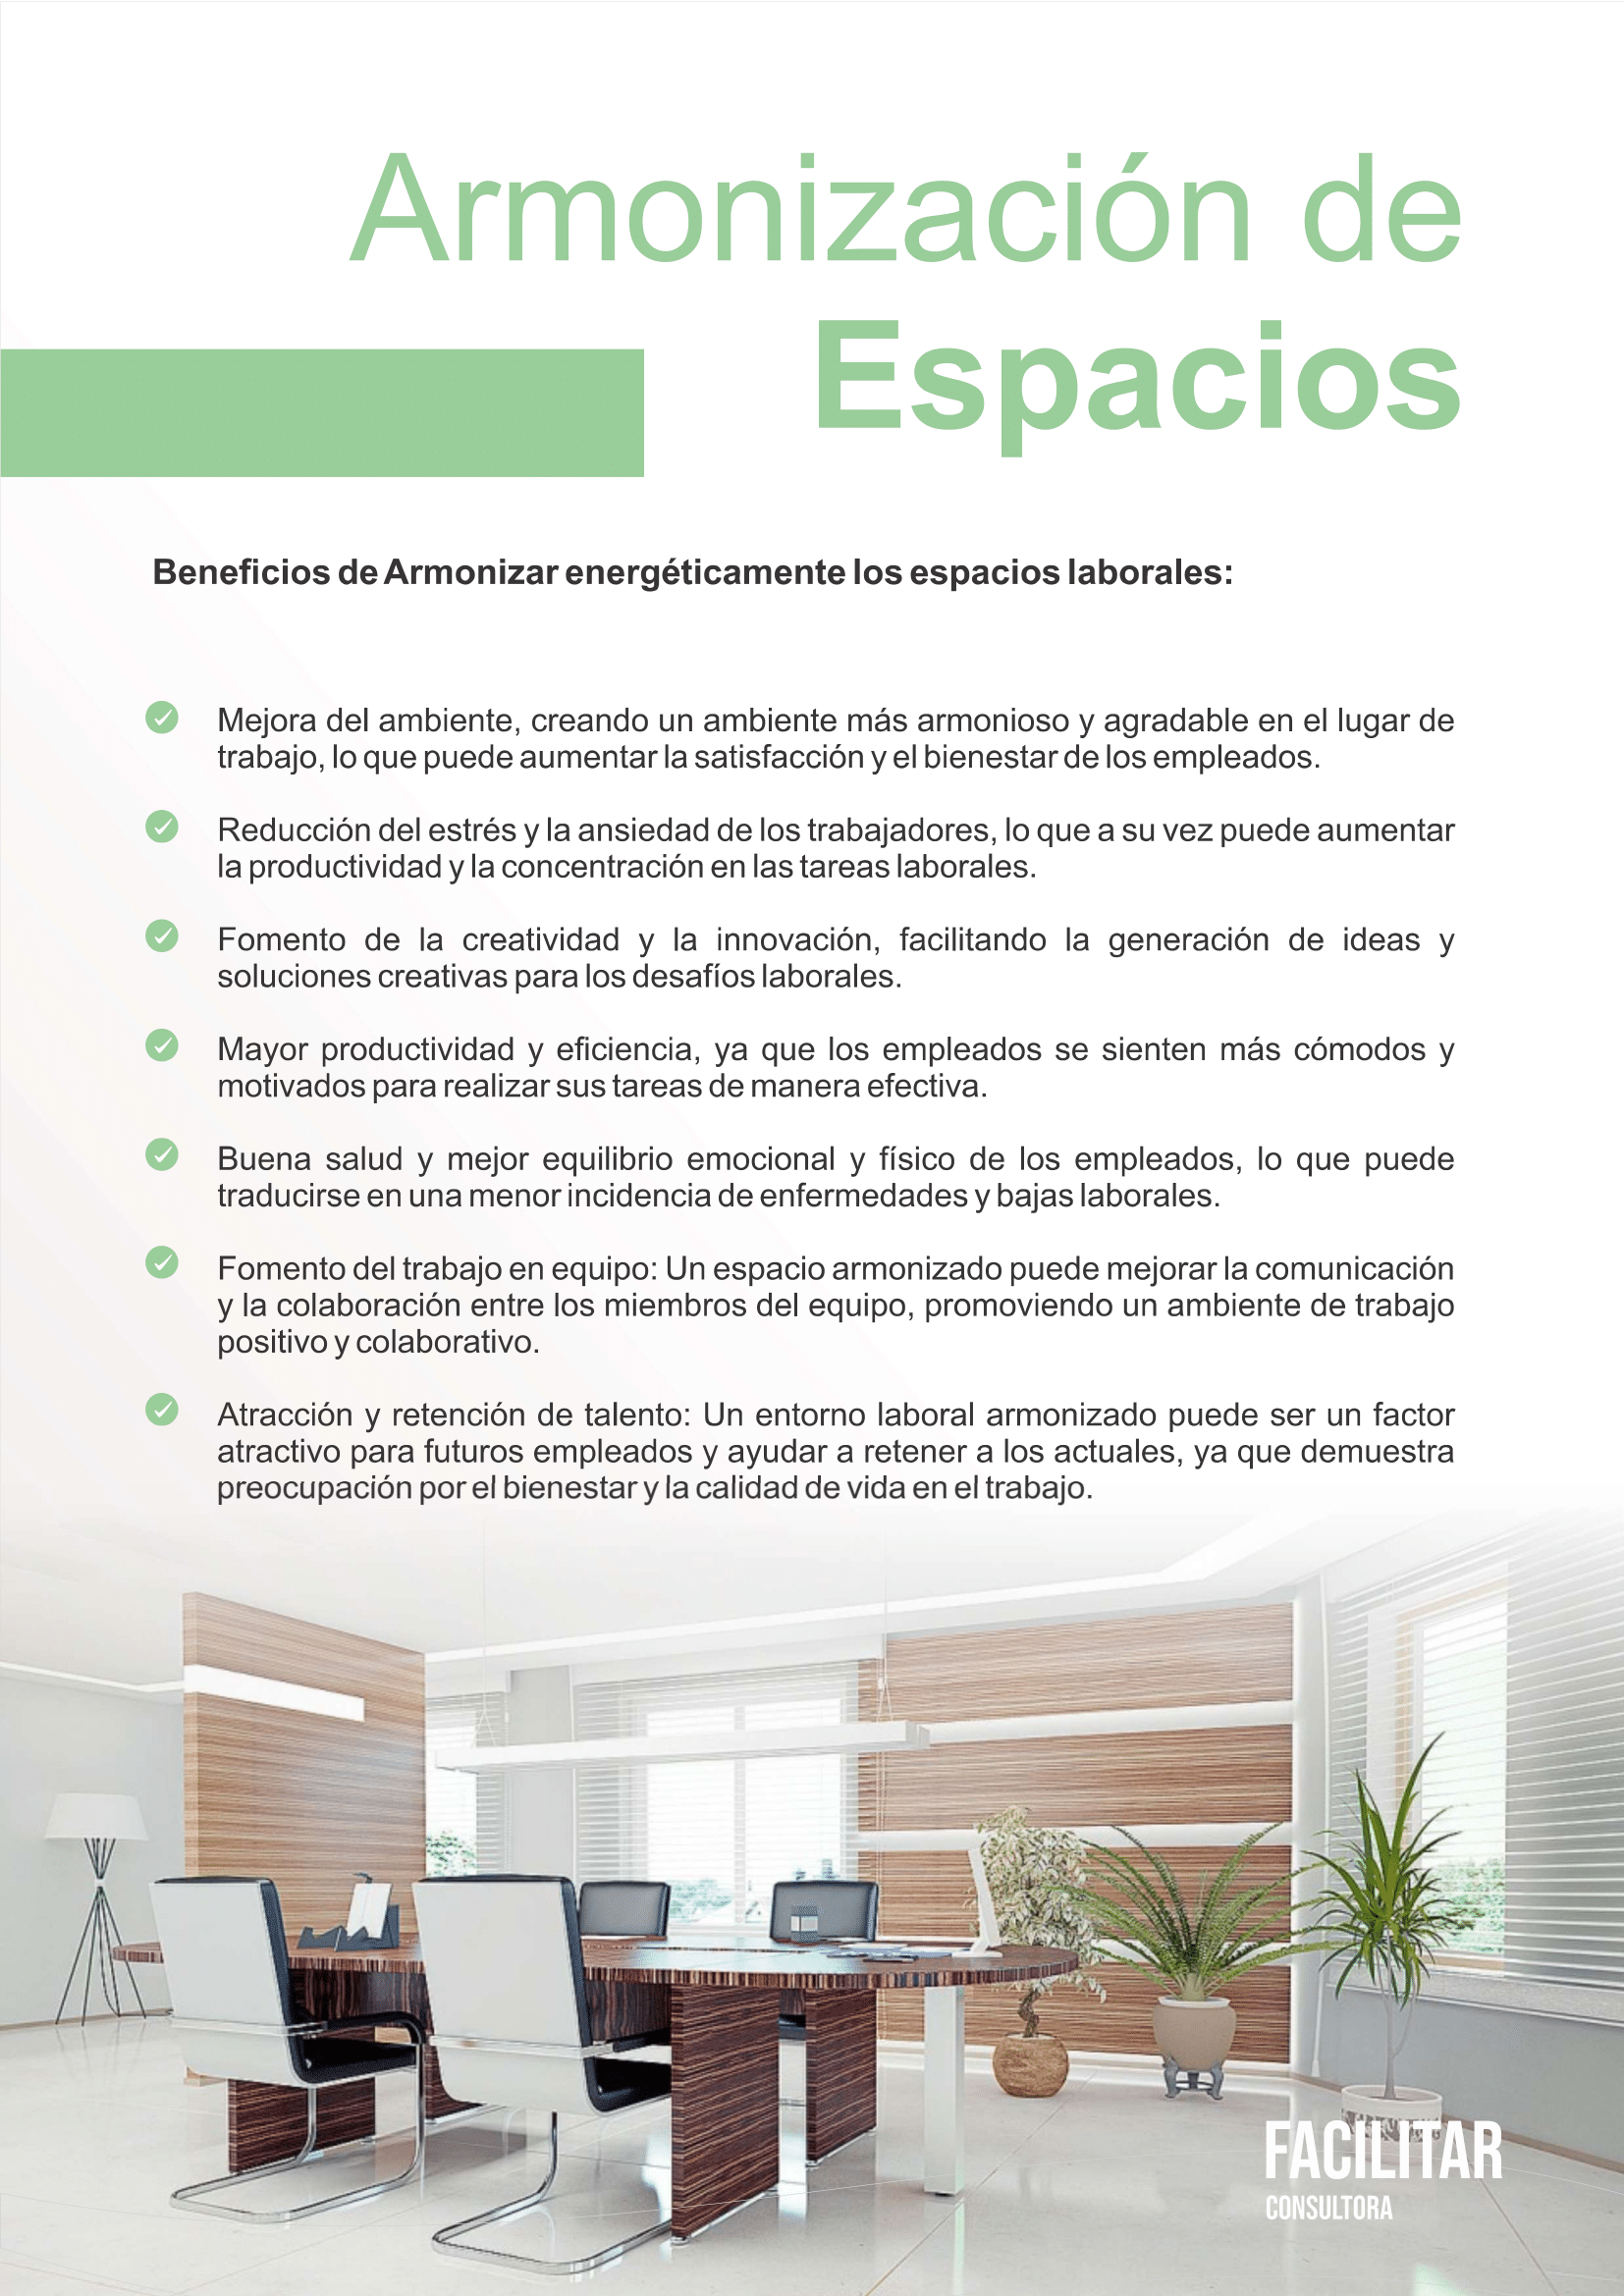 Armonización de
Espacios
Beneficios de Armonizar energéticamente los espacios laborales:
Mejora del ambiente, creando un ambiente más armonioso y agradable en el lugar de
trabajo, lo que puede aumentar la satisfacción y el bienestar de los empleados.
Reducción del estrés y la ansiedad de los trabajadores, lo que a su vez puede aumentar
la productividad y la concentración en las tareas laborales.
Fomento de la creatividad y la innovación, facilitando la generación de ideas y
soluciones creativas para los desafíos laborales.
Mayor productividad y eficiencia, ya que los empleados se sienten más cómodos y
motivados para realizar sus tareas de manera efectiva.
Buena salud y mejor equilibrio emocional y físico de los empleados, lo que puede
traducirse en una menor incidencia de enfermedades y bajas laborales.
Fomento del trabajo en equipo: Un espacio armonizado puede mejorar la comunicación
y la colaboración entre los miembros del equipo, promoviendo un ambiente de trabajo
positivo y colaborativo.
Atracción y retención de talento: Un entorno laboral armonizado puede ser un factor
atractivo para futuros empleados y ayudar a retener a los actuales, ya que demuestra
preocupación por el bienestar y la calidad de vida en el trabajo.
FACILITAR
CONSULTORA